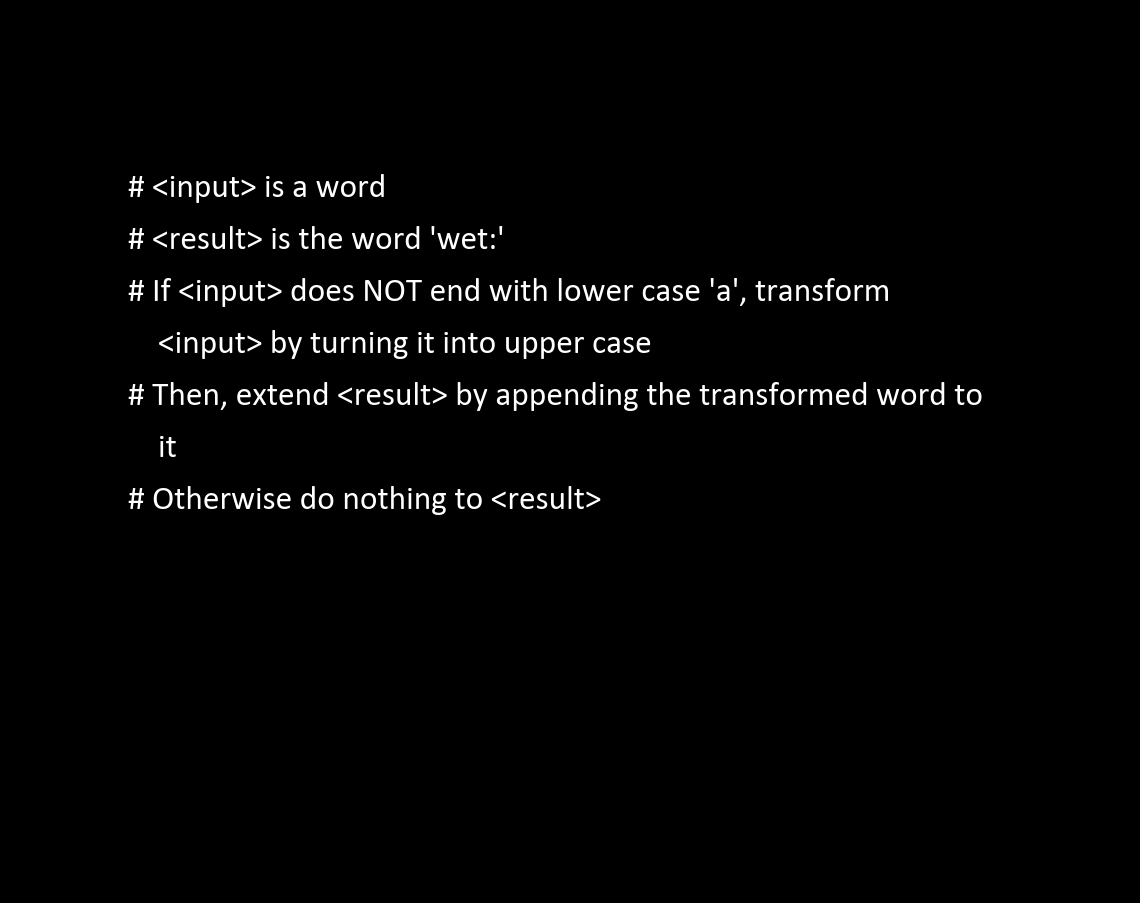 # <input> is a word
# <result> is the word 'wet:'
# If <input> does NOT end with lower case 'a', transform
<input> by turning it into upper case
# Then, extend <result> by appending the transformed word to
it
# Otherwise do nothing to <result>